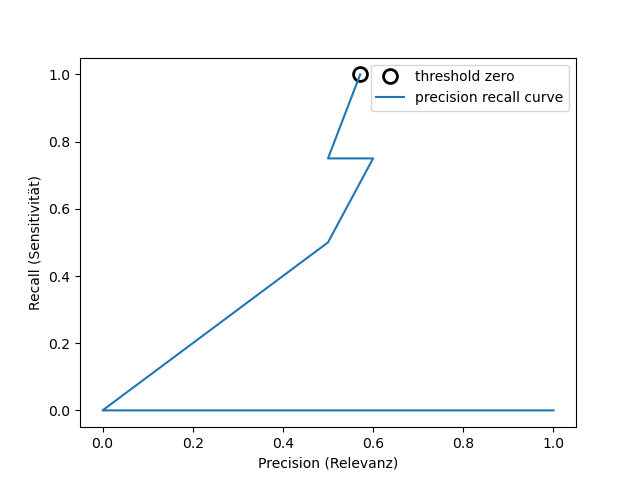 threshold zero
precision recall curve
Recall (Sensitivität)
1.0
0.8
0.6
0.4
0.2
0.0
0.0 0.2 0.4 0.6 0.8 1.0
Precision (Relevanz)